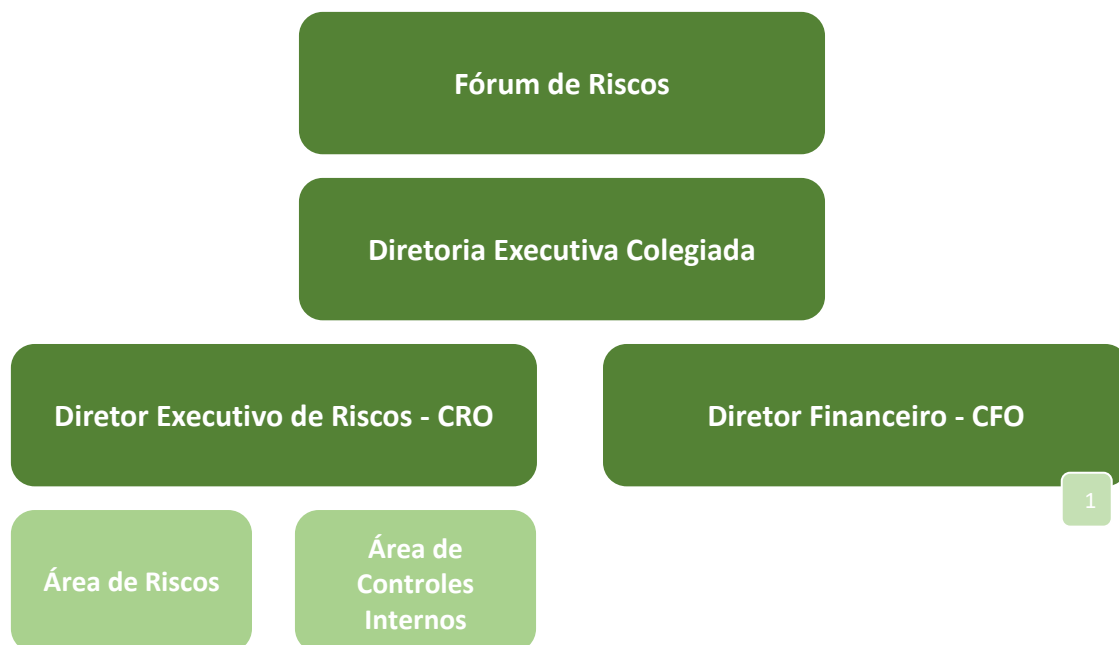 Fórum de Riscos
Diretoria Executiva Colegiada
Diretor Executivo de Riscos - CRO
Diretor Financeiro - CFO
1
Área de Riscos
Área de
Controles
Internos